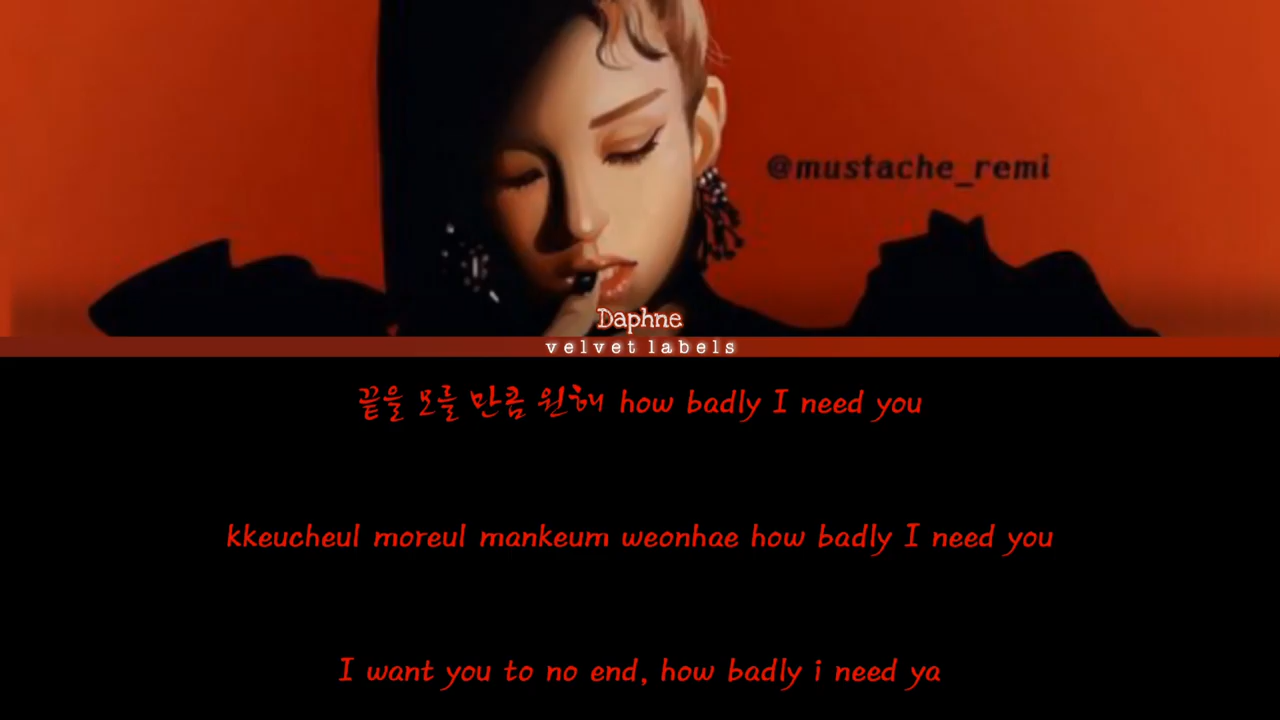 @mustache_remi
Daphne
velvet labels
끝을 모를 만큼 원해 how badly I need you
kkeucheul moreul mankeum weonhae how badly I need you
I want you to no end, how badly i need ya